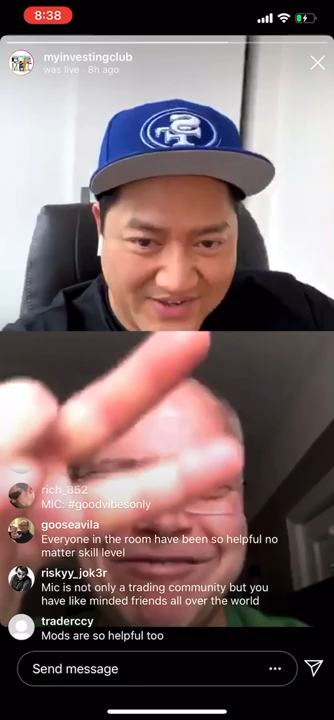 8:38
myinvestingclub
was live · 8h ago
rich_852
MIC: #goodvibesonly
gooseavila
Everyone in the room have been so helpful no
matter skill level
riskyy_jok3r
Mic is not only a trading community but you
have like minded friends all over the world
traderccy
Mods are so helpful too
Send message